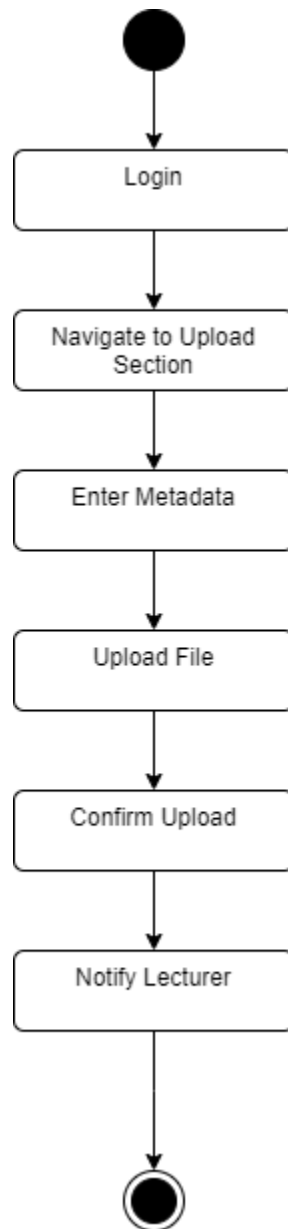 Login
Navigate to Upload
Section
Enter Metadata
Upload File
Confirm Upload
Notify Lecturer